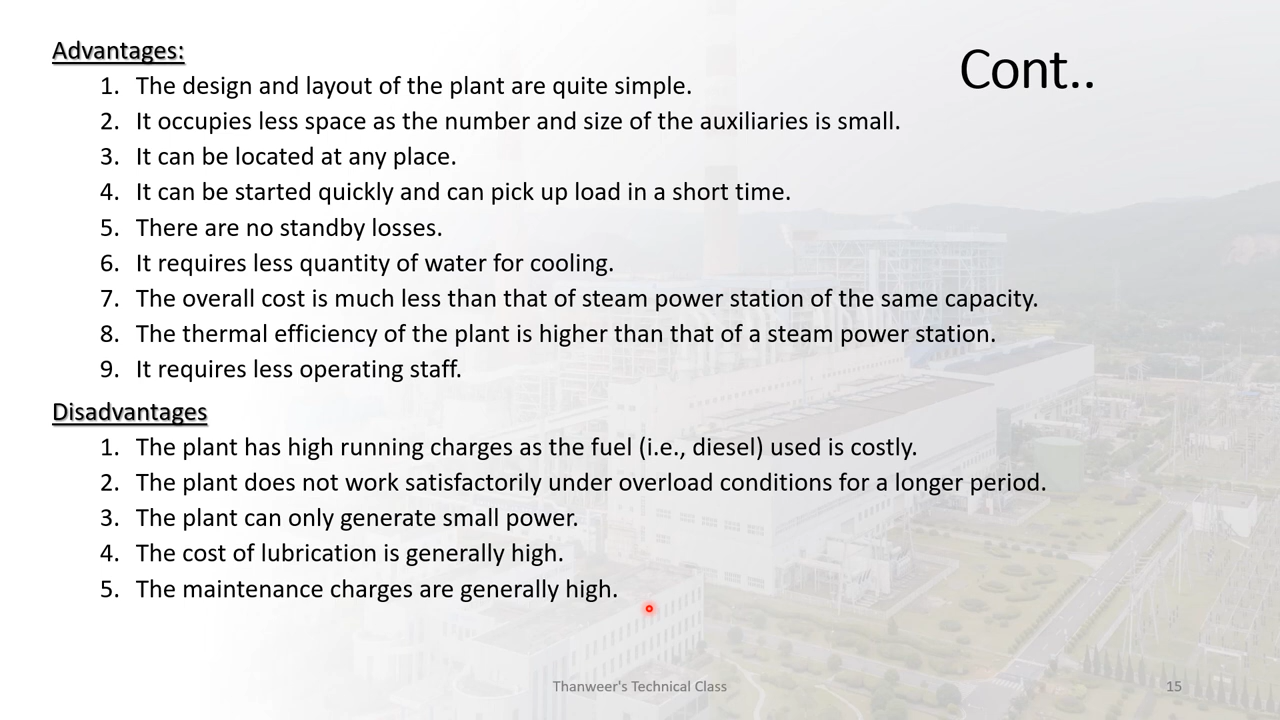 Cont..
Advantages:
1. The design and layout of the plant are quite simple.
2. It occupies less space as the number and size of the auxiliaries is small.
3. It can be located at any place.
4. It can be started quickly and can pick up load in a short time.
5. There are no standby losses.
6. It requires less quantity of water for cooling.
7. The overall cost is much less than that of steam power station of the same capacity.
8. The thermal efficiency of the plant is higher than that of a steam power station.
9. It requires less operating staff.
Disadvantages
1. The plant has high running charges as the fuel (i.e., diesel) used is costly.
2. The plant does not work satisfactorily under overload conditions for a longer period.
3. The plant can only generate small power.
4. The cost of lubrication is generally high.
5. The maintenance charges are generally high.
Thanweer's Technical Class
15